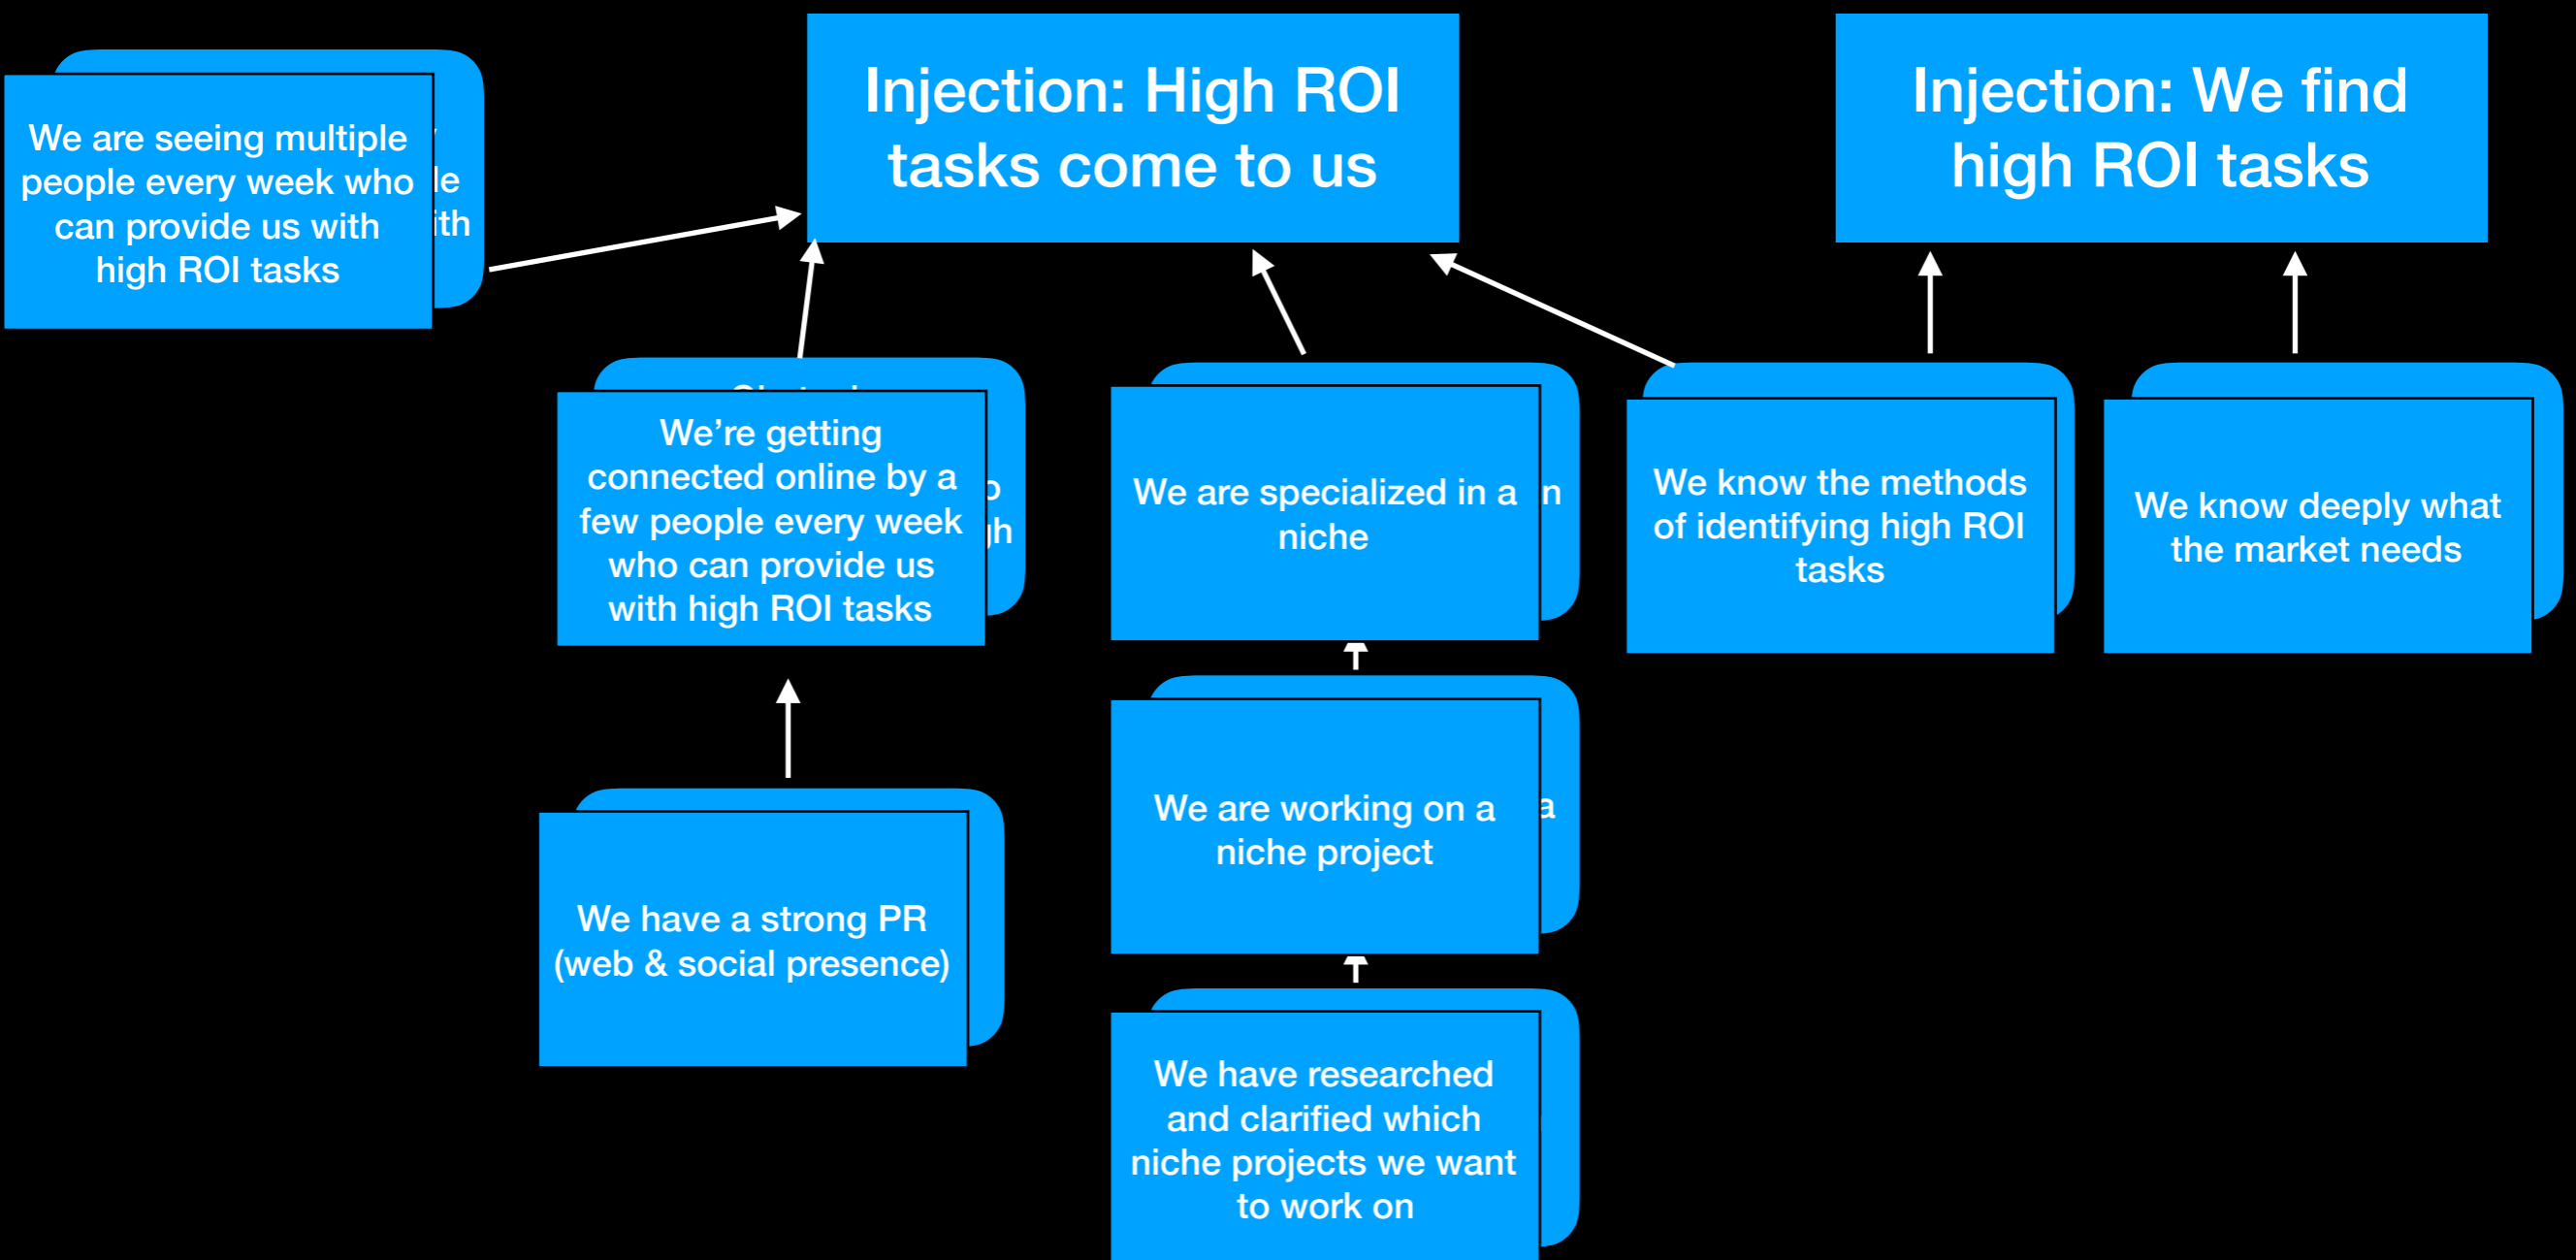 Injection: High ROI
tasks come to us
Injection: We find
high ROI tasks
We are seeing multiple
people every week who
can provide us with
high ROI tasks
We're getting
connected online by a
few people every week
who can provide us
with high ROI tasks
We are specialized in a
niche
We know the methods
of identifying high ROI
tasks
We know deeply what
the market needs
We are working on a
niche project
We have a strong PR
(web & social presence)
We have researched
and clarified which
niche projects we want
to work on